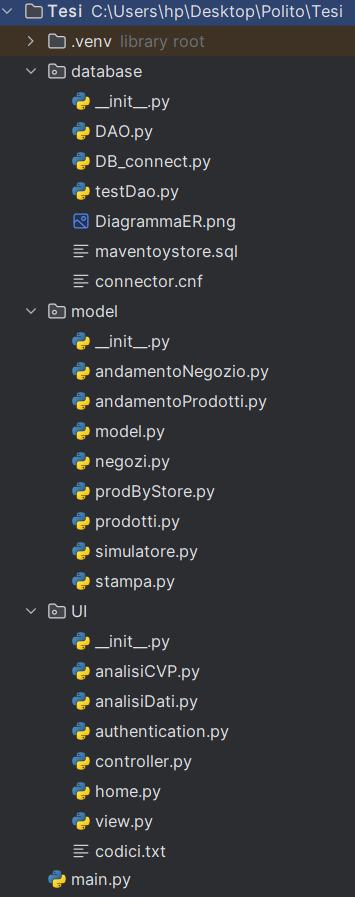 Tesi C:\Users\hp\Desktop\Polito\Tesi
.venv library root
database
__init__.py
DAO.py
DB_connect.py
testDao.py
DiagrammaER.png
maventoystore.sql
connector.cnf
model
__init__.py
andamentoNegozio.py
andamentoProdotti.py
model.py
negozi.py
prodByStore.py
prodotti.py
simulatore.py
stampa.py
UI
__init__.py
analisiCVP.py
analisiDati.py
authentication.py
controller.py
home.py
view.py
codici.txt
main.py